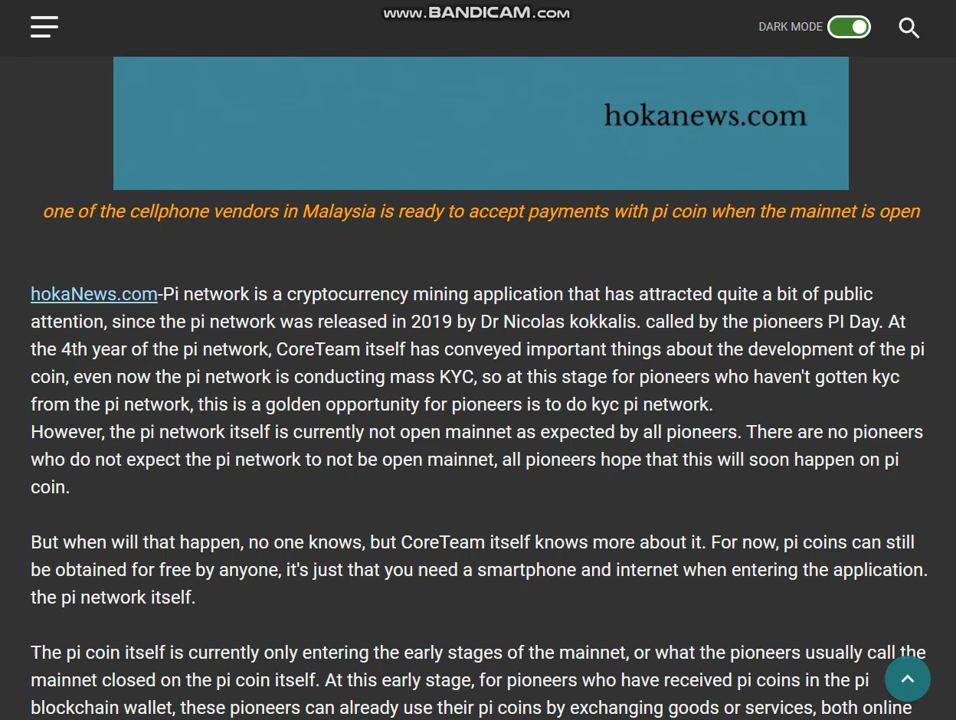 www.BANDICAM.com
DARK MODE
hokanews.com
one of the cellphone vendors in Malaysia is ready to accept payments with pi coin when the mainnet is open
hokaNews.com-Pi network is a cryptocurrency mining application that has attracted quite a bit of public
attention, since the pi network was released in 2019 by Dr Nicolas kokkalis. called by the pioneers PI Day. At
the 4th year of the pi network, CoreTeam itself has conveyed important things about the development of the pi
coin, even now the pi network is conducting mass KYC, so at this stage for pioneers who haven't gotten kyc
from the pi network, this is a golden opportunity for pioneers is to do kyc pi network.
However, the pi network itself is currently not open mainnet as expected by all pioneers. There are no pioneers
who do not expect the pi network to not be open mainnet, all pioneers hope that this will soon happen on pi
coin.
But when will that happen, no one knows, but CoreTeam itself knows more about it. For now, pi coins can still
be obtained for free by anyone, it's just that you need a smartphone and internet when entering the application.
the pi network itself.
The pi coin itself is currently only entering the early stages of the mainnet, or what the pioneers usually call the
mainnet closed on the pi coin itself. At this early stage, for pioneers who have received pi coins in the pi
blockchain wallet, these pioneers can already use their pi coins by exchanging goods or services, both online